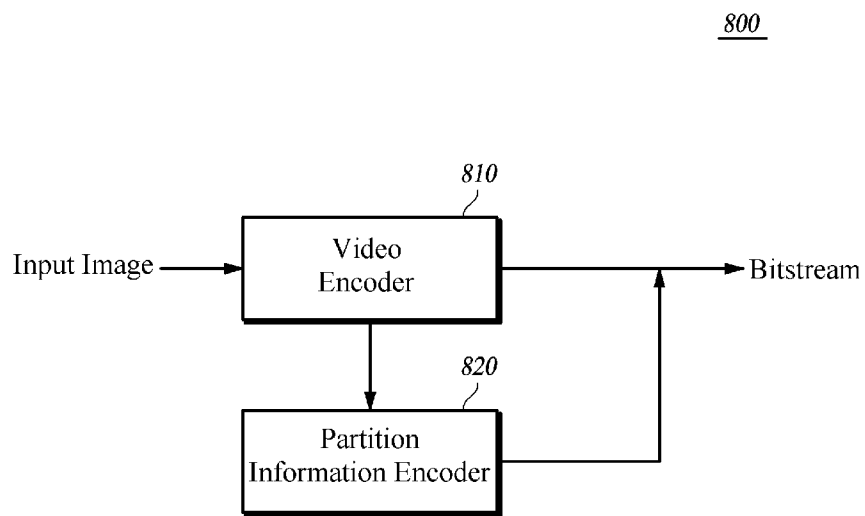 800
810
Video
Encoder
Input Image
Bitstream
820
Partition
Information Encoder